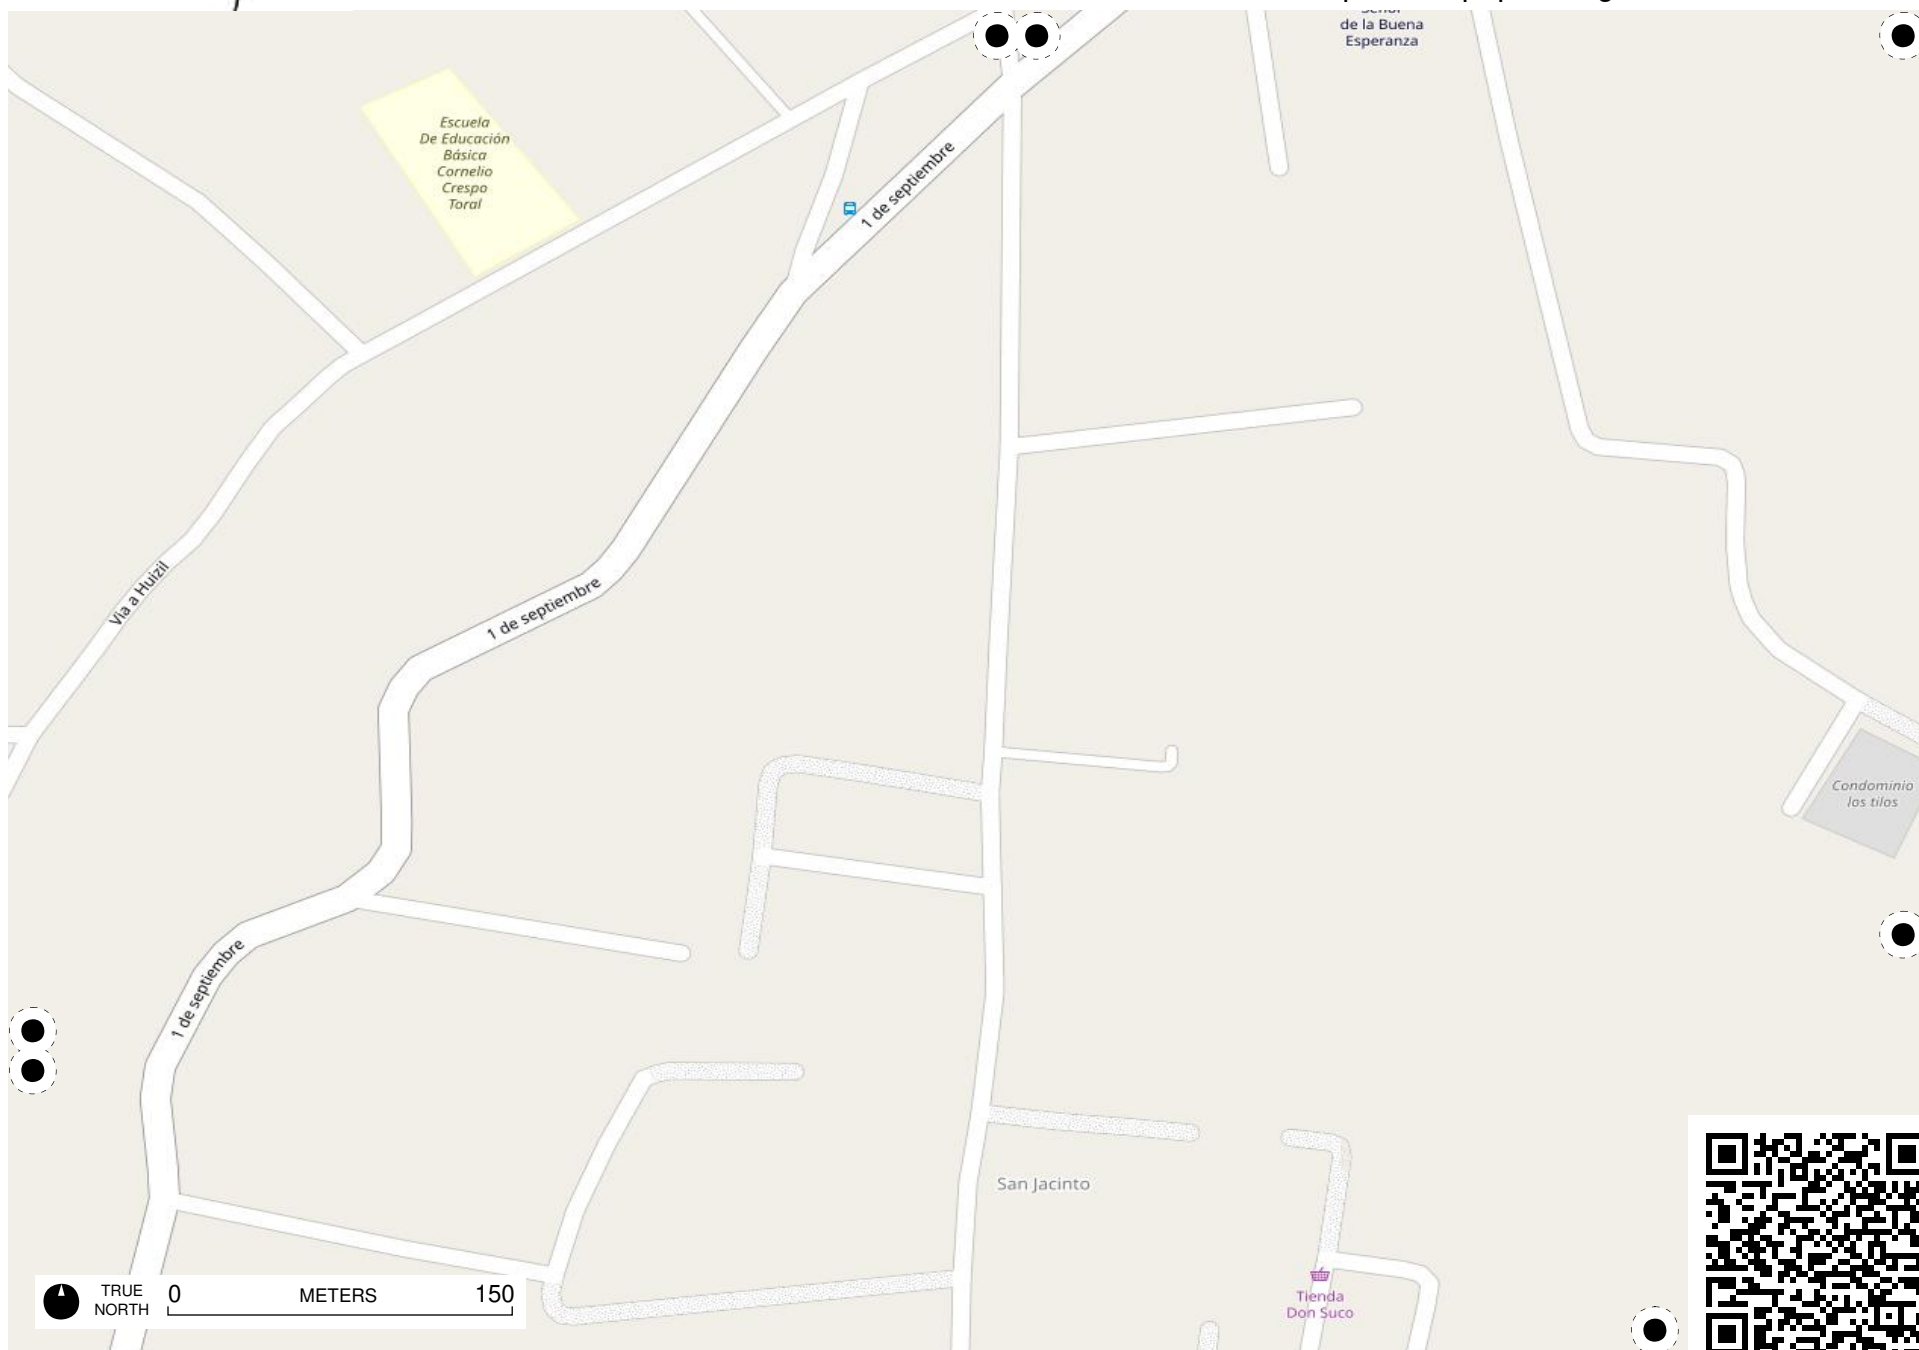 de la Buena
Esperanza
Escuela
De Educación
Básica
Cornelio
Crespo
Toral
1 de septiembre
Via a Huizil
1 de septiembre
Condominio
los tilos
1 de septiembre
San Jacinto
Tienda
Don Suco
TRUE
NORTH
0 METERS 150